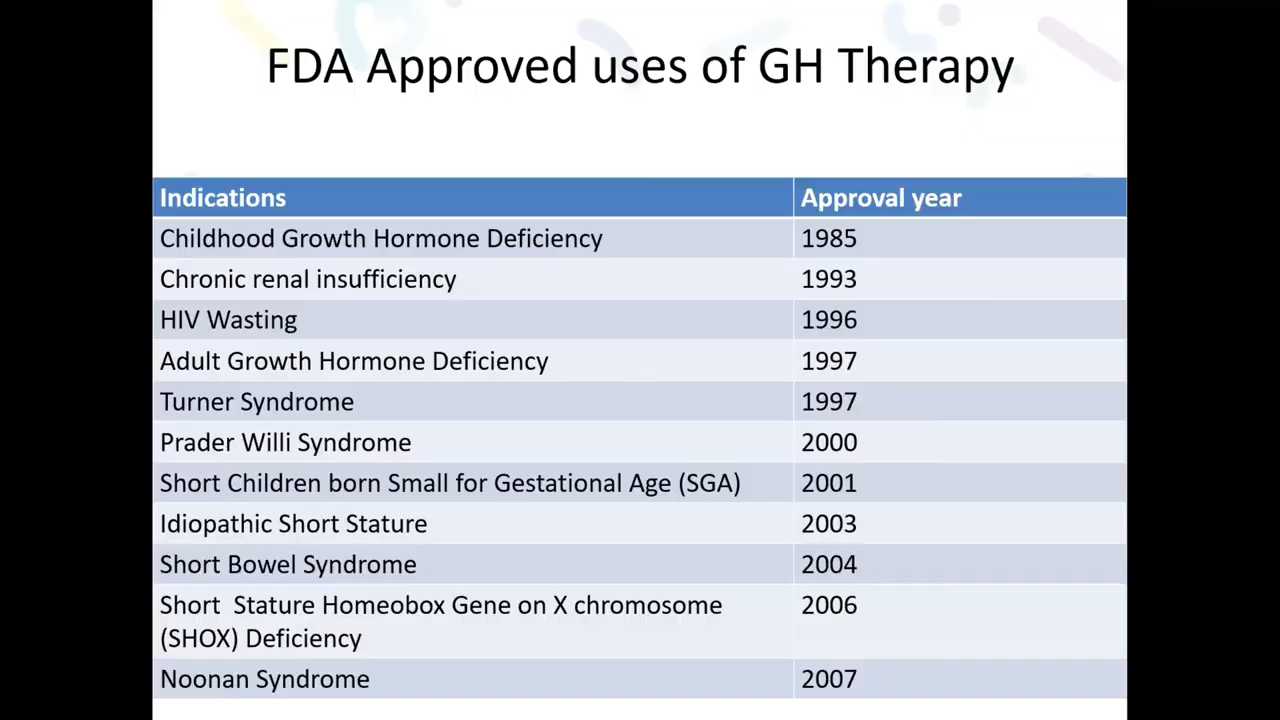 FDA Approved uses of GH Therapy
Indications Approval year
Childhood Growth Hormone Deficiency 1985
Chronic renal insufficiency 1993
HIV Wasting 1996
Adult Growth Hormone Deficiency 1997
Turner Syndrome 1997
Prader Willi Syndrome 2000
Short Children born Small for Gestational Age (SGA) 2001
Idiopathic Short Stature 2003
Short Bowel Syndrome 2004
Short  Stature Homeobox Gene on X chromosome 2006
(SHOX) Deficiency
Noonan Syndrome 2007